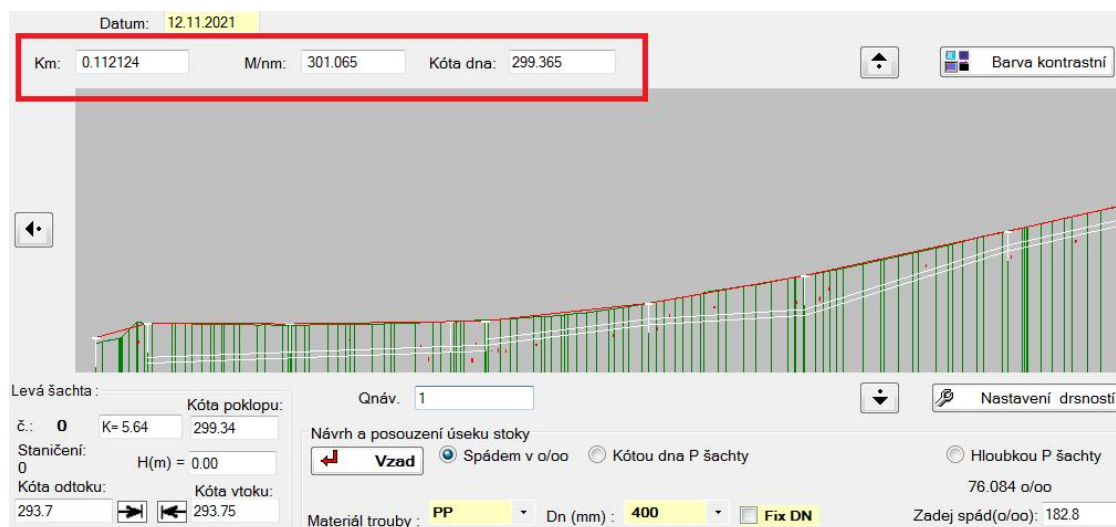 Datum: 12.11.2021
Km: 0.112124 M/nm: 301.065 Kóta dna: 299.365
Barva kontrastní
Levá šachta :
Kóta poklopu:
Qnáv. 1
Nastavení drsností
č.: 0 K= 5.64 299.34
Návrh a posouzení úseku stoky
Staničení:
0
H(m) = 0.00
Vzad Spádem v o/oo Kótou dna P šachty Hloubkou P šachty
Kóta odtoku: Kóta vtoku:
76.084 o/oo
293.7 293.75
Materiál trouby : PP Dn (mm) : 400 Fix DN Zadej spád(o/oo): 182.8